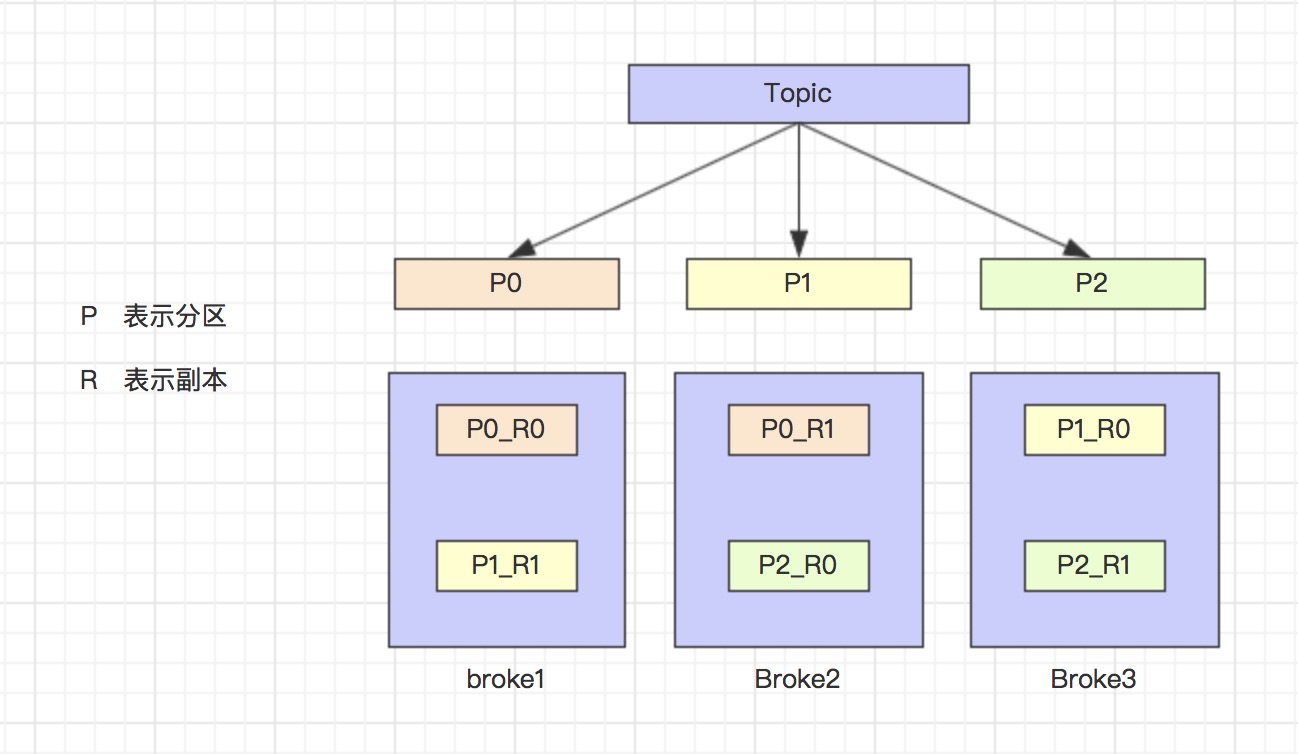 Topic
P0
P1
P2
P 表示分区
R 表示副本
P0_R0
P0_R1
P1_R0
P1_R1
P2_R0
P2_R1
broke1
Broke2
Broke3